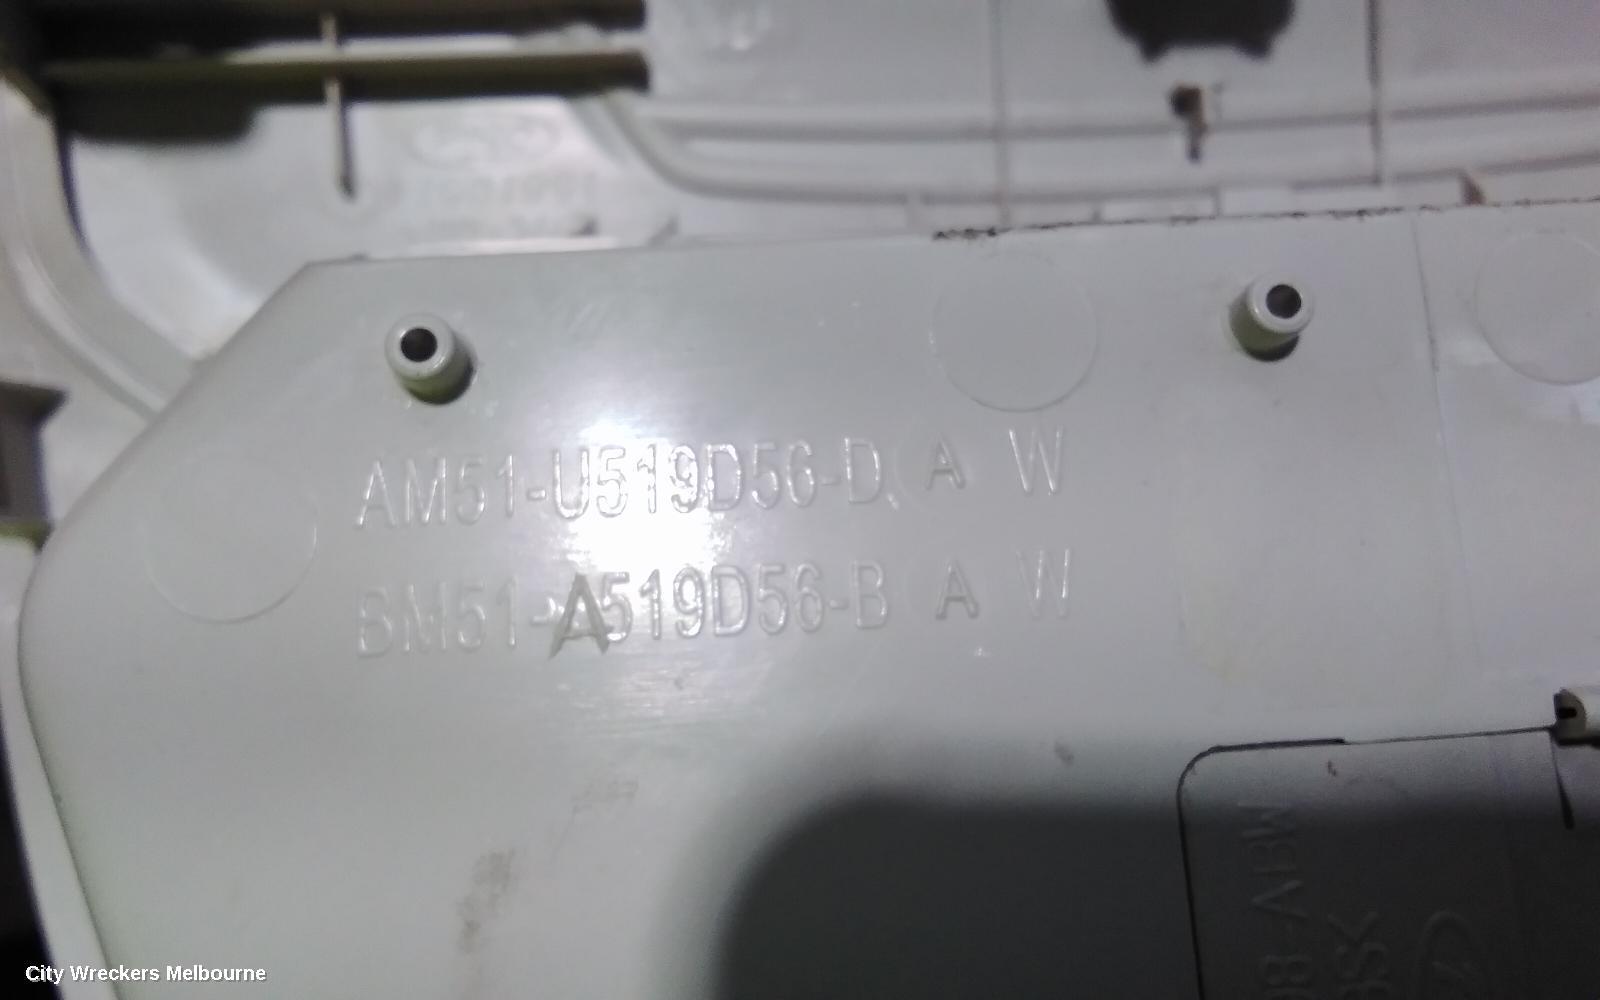 AM51-U519D56-D A W
BM51-A519D56-B A W
City Wreckers Melbourne